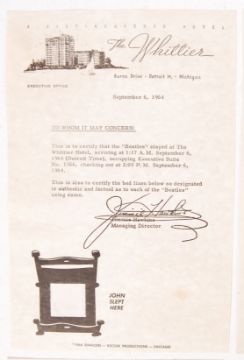 A DISTINGUISHED HOTEL
The Whittier
Burns Drive - Detroit 14, - Michigan
EXECUTIVE OFFICE
September 6, 1964
TO WHOM IT MAY CONCERN:
This is to certify that the "Beatles" stayed at The
Whittier Hotel, arriving at 1:17 A.M. September 6,
1964 (Detroit Time), occupying Executive Suite
No. 1566, checking out at 2:00 P.M. September 6,
1964.
This is also to certify the bed linen below so designated
is authentic and factual as to each of the "Beatles"
using same.
Managing Director
JOHN
SLEPT
HERE
PRODUCTIONS - CHICAGO